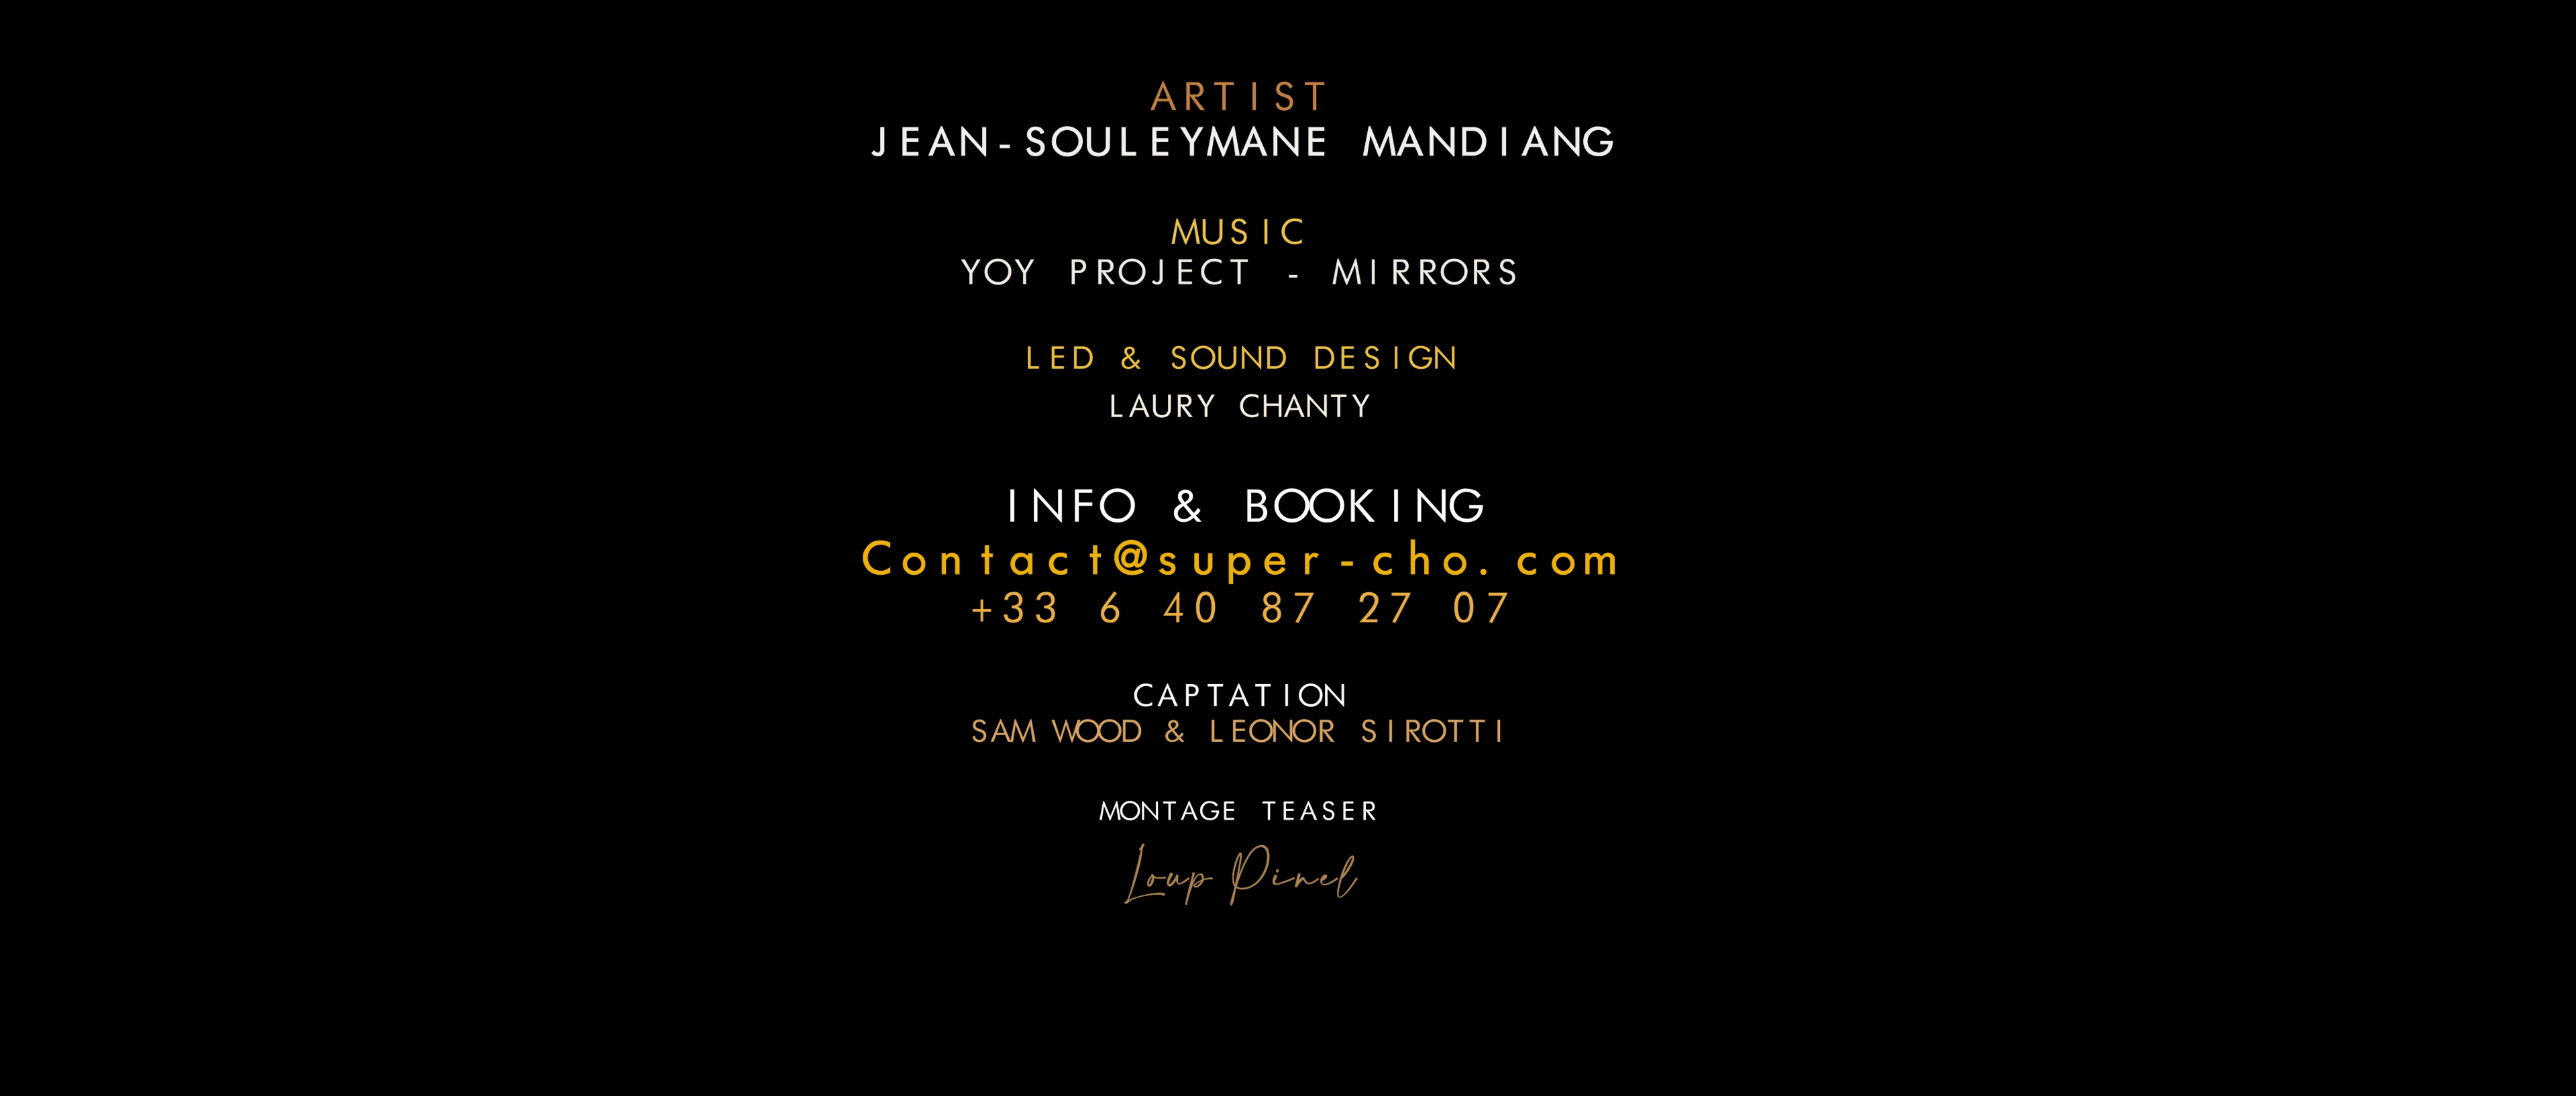 ARTIST
JEAN-SOULEYMANE MANDIANG
MUSIC
YOY PROJECT - MIRRORS
LED & SOUND DESIGN
LAURY CHANTY
INFO & BOOKING
Contact@super-cho.com
+33 6 40 87 27 07
CAPTATION
SAM WOOD & LEONOR SIROTTI
MONTAGE TEASER
Loup Pinel